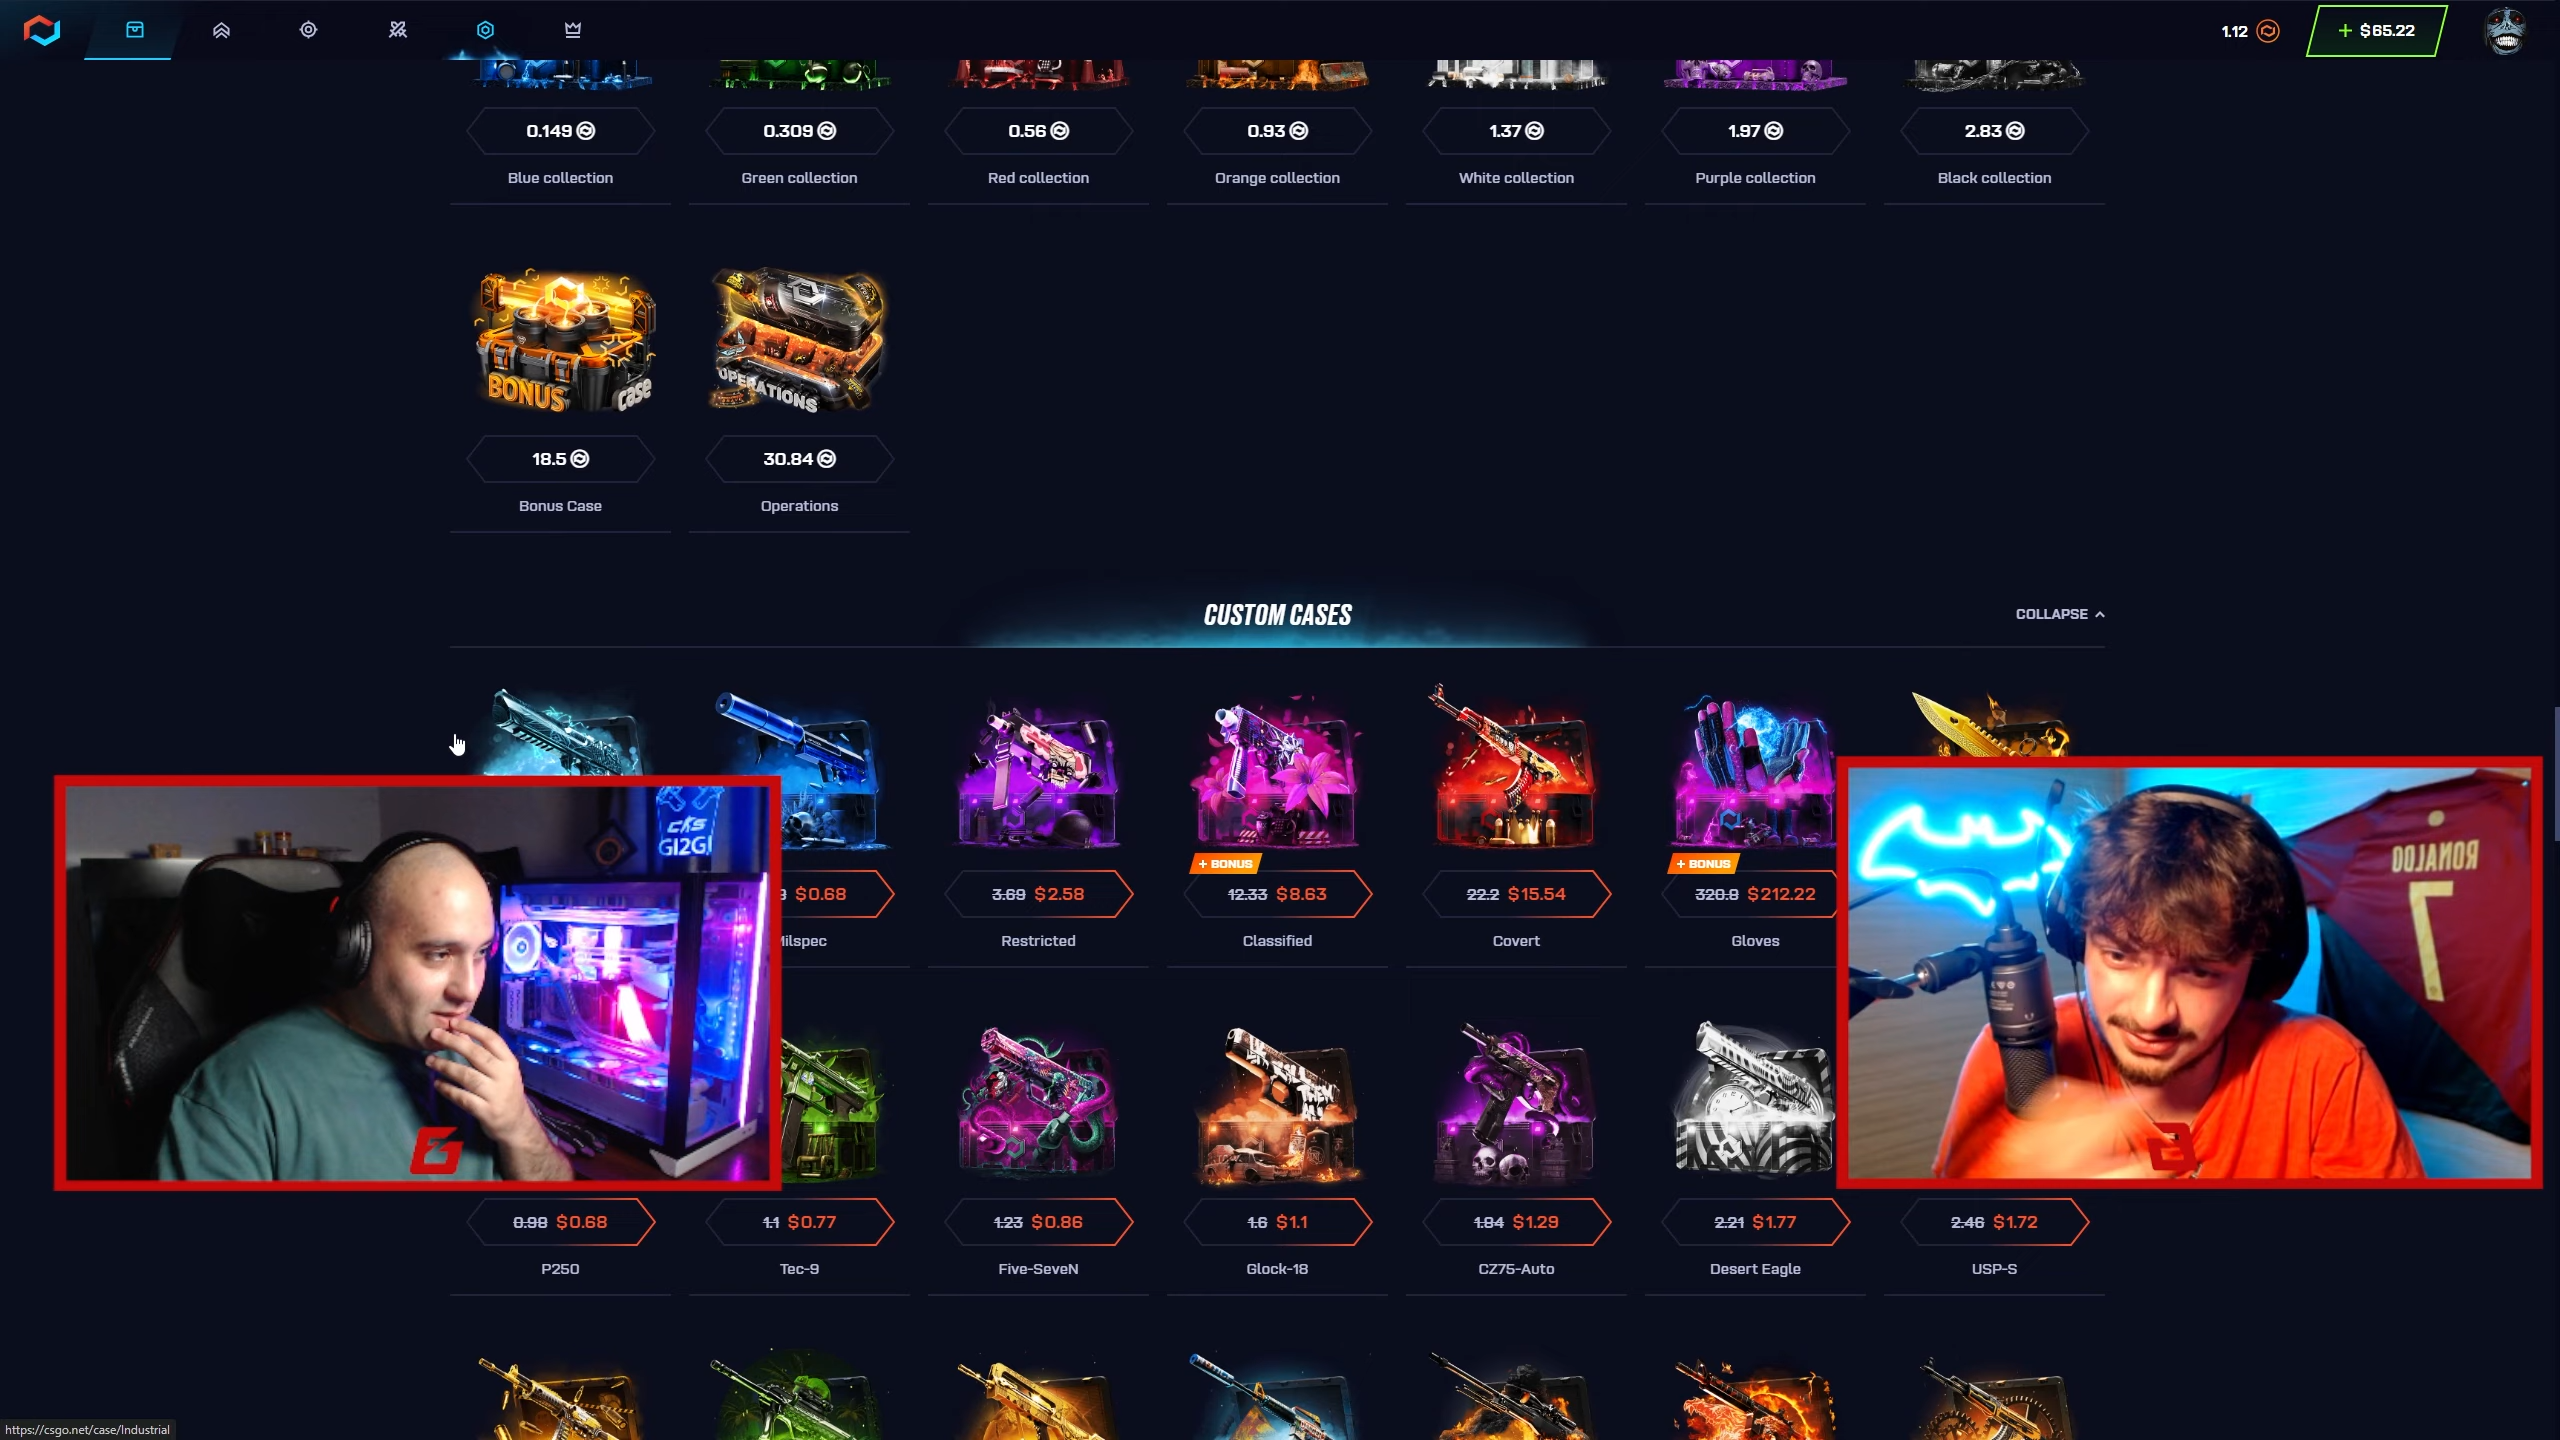 1.12
+ $65.22
0.149
0.309
0.56
0.93
1.37
1.97
2.83
Blue collection
Green collection
Red collection
Orange collection
White collection
Purple collection
Black collection
BONUS case
OPERATIONS
18.5
30.84
Bonus Case
Operations
CUSTOM CASES
COLLAPSE
+ BONUS
+ BONUS
$0.68
3.69 $2.58
12.33 $8.63
22.2 $15.54
320.8 $212.22
Restricted
Classified
Covert
Gloves
GI2G
RONALDO
7
0.98 $0.68
1.1 $0.77
1.23 $0.86
1.6 $1.1
1.84 $1.29
2.21 $1.77
2.46 $1.72
P250
Tec-9
Five-SeveN
Glock-18
CZ75-Auto
Desert Eagle
USP-S
https://csgo.net/case/Industrial